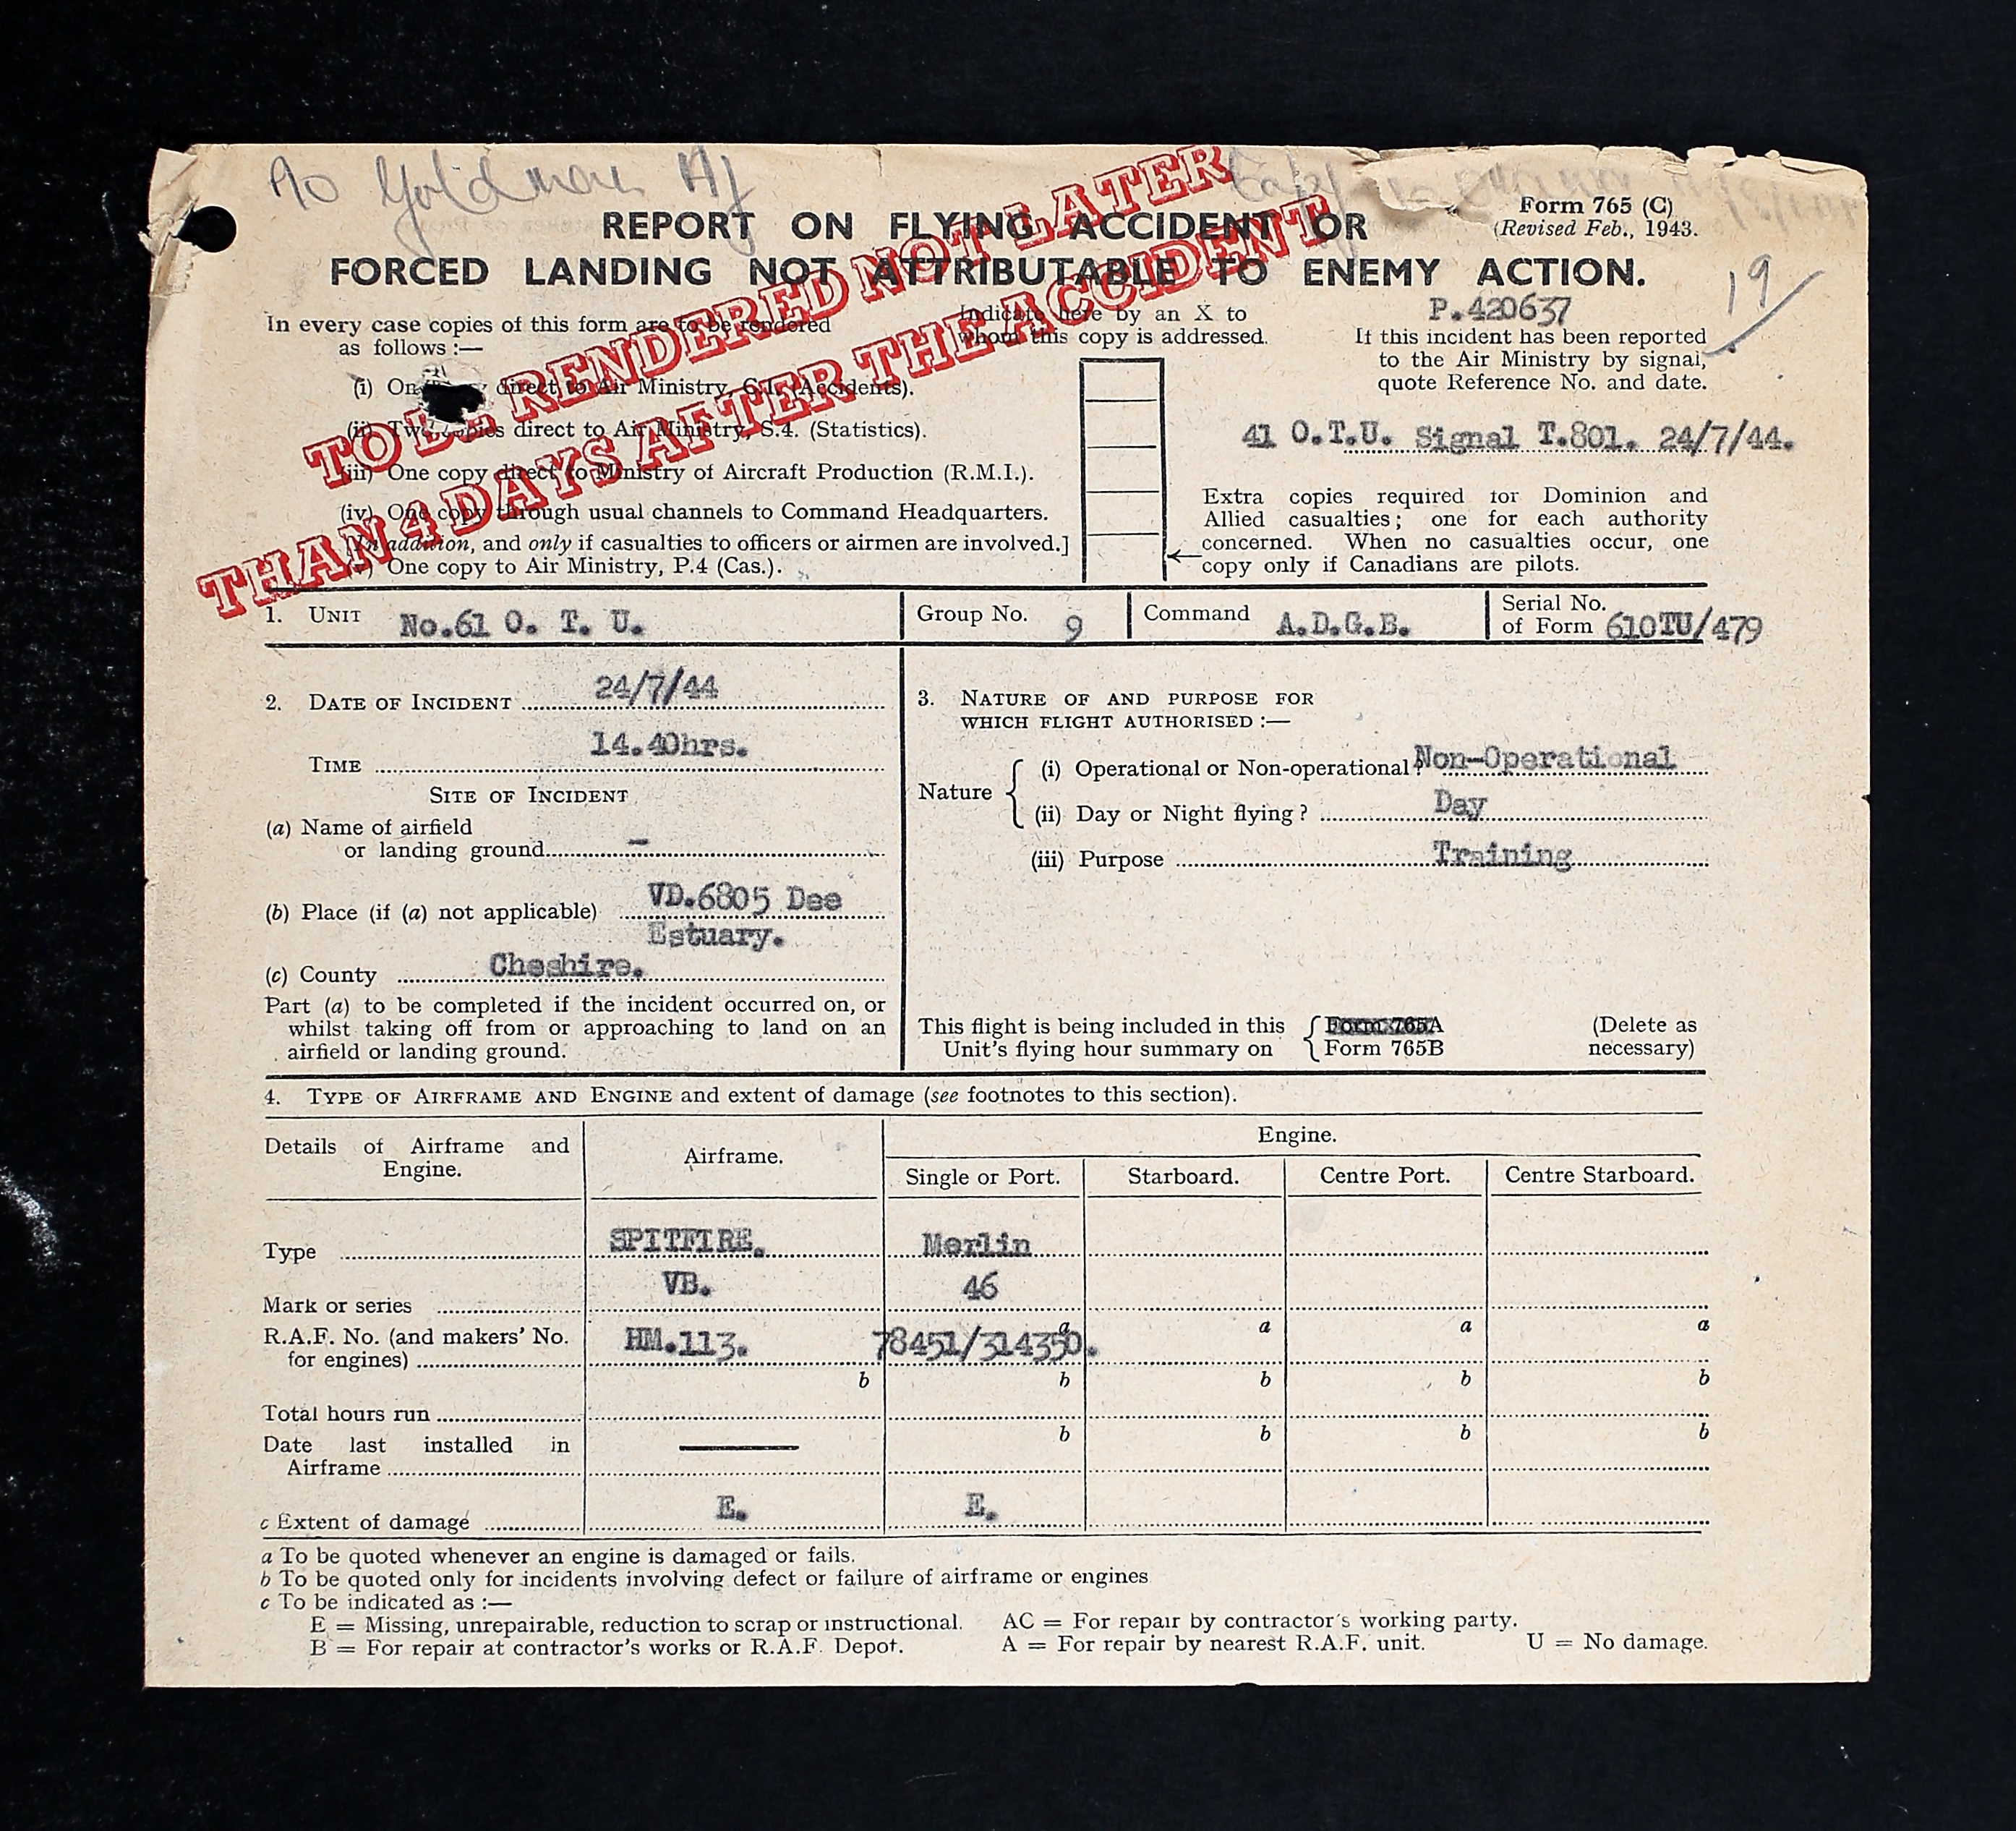 REPORT ON FLYING ACCIDENT OR
FORCED LANDING NOT ATTRIBUTABLE TO ENEMY ACTION.
Form 765 (C)
(Revised Feb., 1943.
19
TO BE RENDERED NOT LATER
THAN 4 DAYS AFTER THE ACCIDENT
P.420637
In every case copies of this form are to be rendered
as follows :—
Indicate here by an X to
whom this copy is addressed.
If this incident has been reported
to the Air Ministry by signal,
quote Reference No. and date.
(i) direct to Air Ministry, (Accidents).
(ii) Two copies direct to Air Ministry, S.4. (Statistics).
(iii) One copy direct to Ministry of Aircraft Production (R.M.I.).
(iv) One copy through usual channels to Command Headquarters.
[In addition, and only if casualties to officers or airmen are involved.]
(v) One copy to Air Ministry, P.4 (Cas.).
41 O.T.U. Signal T.801. 24/7/44.
Extra copies required for Dominion and
Allied casualties; one for each authority
concerned. When no casualties occur, one
copy only if Canadians are pilots.
1. UNIT No.61 O. T. U.
Group No. 9
Command A.D.G.B.
Serial No.
of Form 61OTU/479
2. DATE OF INCIDENT 24/7/44
TIME 14.40hrs.
SITE OF INCIDENT
(a) Name of airfield
or landing ground -
(b) Place (if (a) not applicable) VD.6805 Dee
Estuary.
(c) County Cheshire.
Part (a) to be completed if the incident occurred on, or
whilst taking off from or approaching to land on an
airfield or landing ground.
3. NATURE OF AND PURPOSE FOR
WHICH FLIGHT AUTHORISED :—
Nature
(i) Operational or Non-operational? Non-Operational
(ii) Day or Night flying? Day
(iii) Purpose Training
This flight is being included in this
Unit's flying hour summary on
Form 765A
Form 765B
(Delete as
necessary)
4. TYPE OF AIRFRAME AND ENGINE and extent of damage (see footnotes to this section).
Details of Airframe and
Engine.
Airframe.
Engine.
Single or Port. Starboard. Centre Port. Centre Starboard.
Type SPITFIRE. Merlin
Mark or series VB. 46
R.A.F. No. (and makers' No.
for engines) HM.113. 78451/314350.
a a a a
b b b b b
Total hours run
b b b b
Date last installed in
Airframe
c Extent of damage E. E.
a To be quoted whenever an engine is damaged or fails.
b To be quoted only for incidents involving defect or failure of airframe or engines
c To be indicated as :—
E = Missing, unrepairable, reduction to scrap or instructional. AC = For repair by contractor's working party.
B = For repair at contractor's works or R.A.F. Depot. A = For repair by nearest R.A.F. unit. U = No damage.